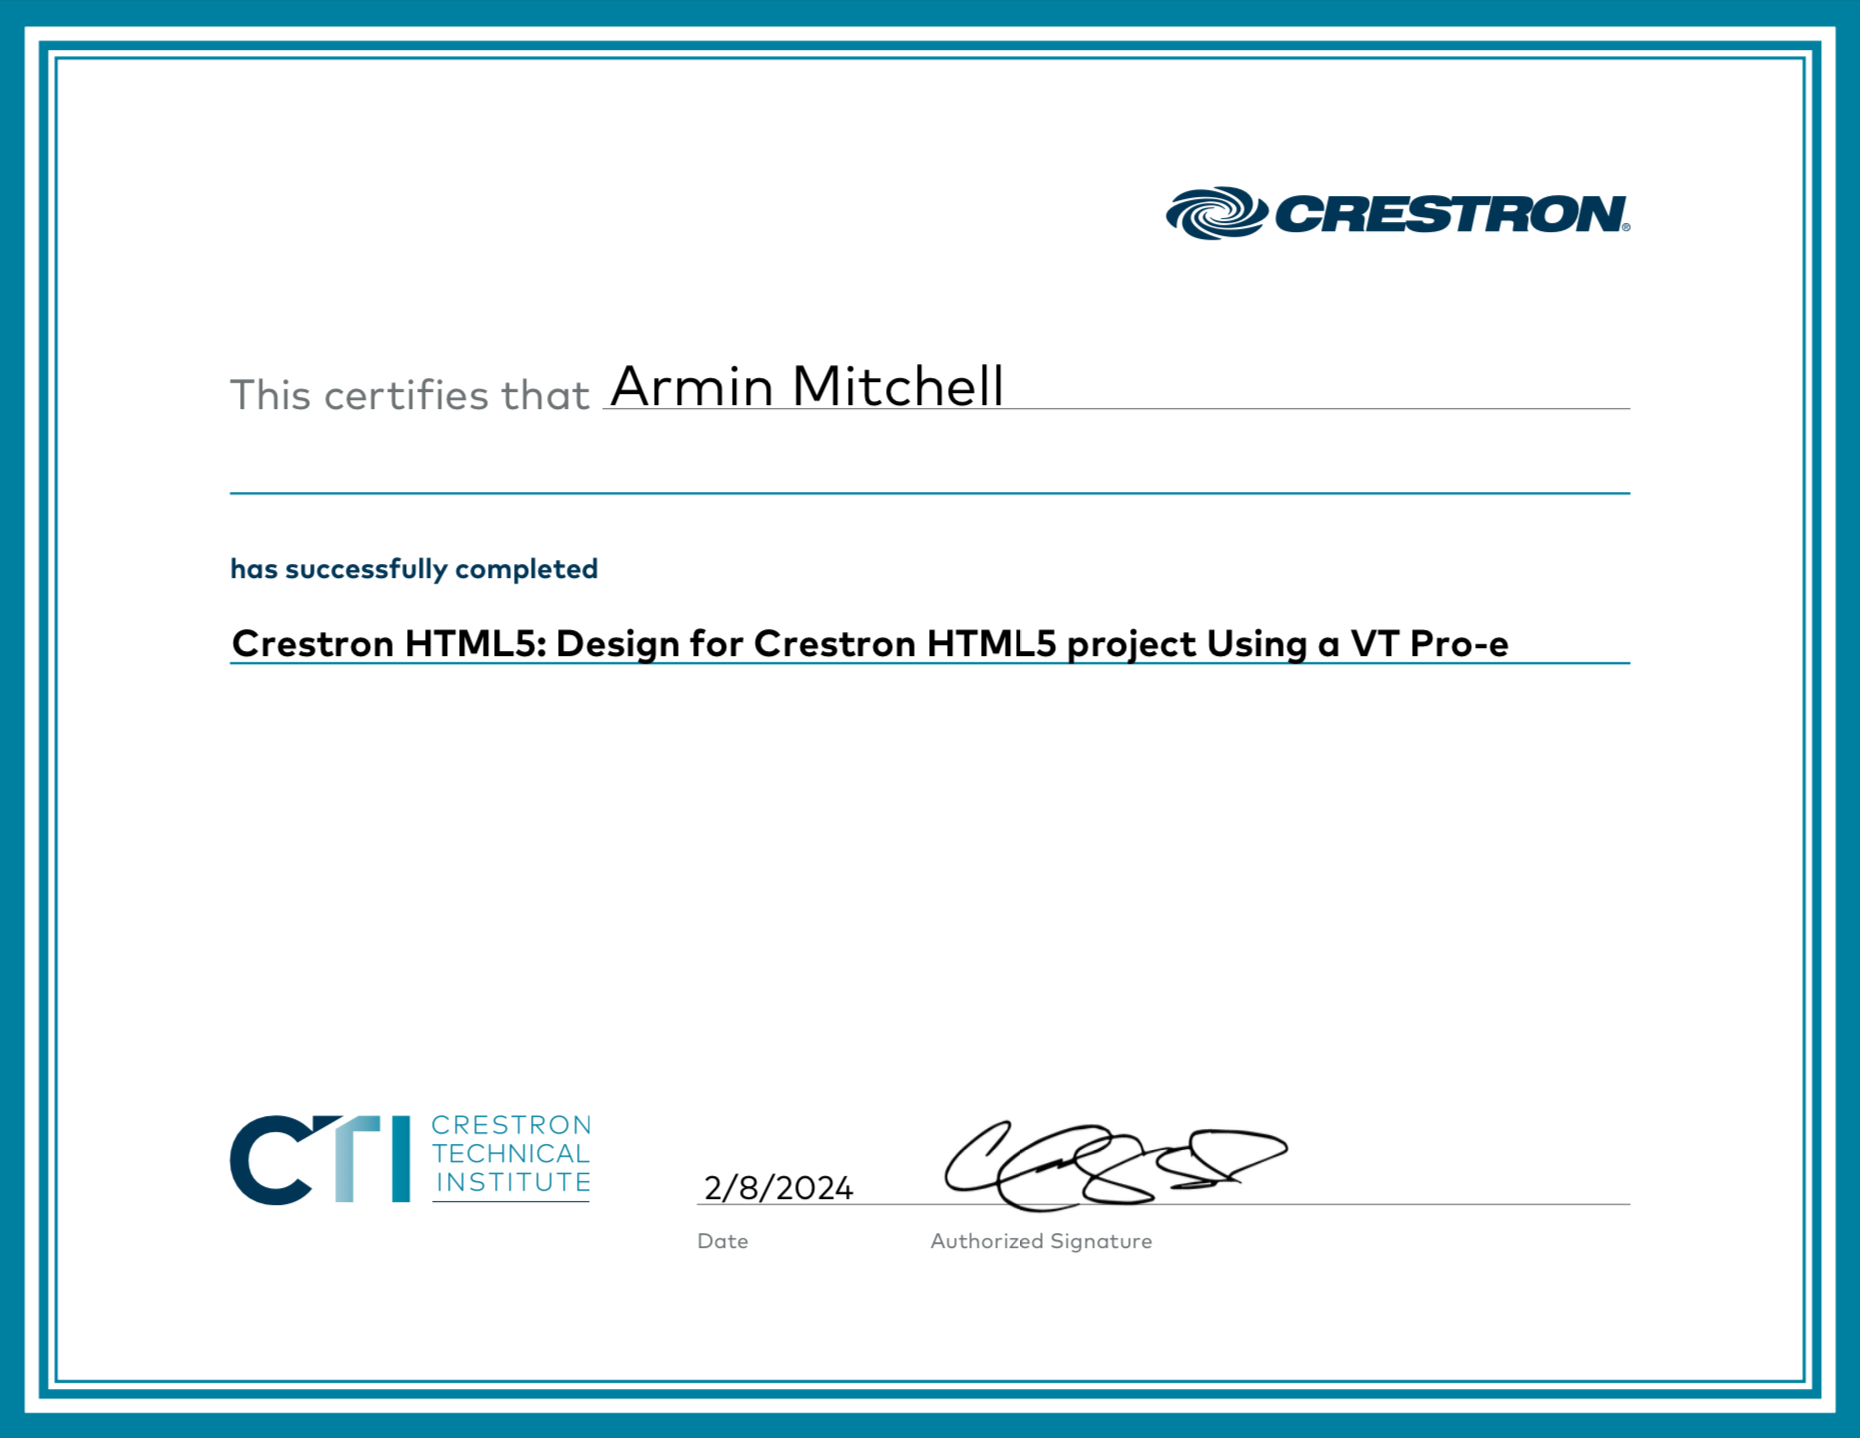 CRESTRON®
This certifies that Armin Mitchell
has successfully completed
Crestron HTML5: Design for Crestron HTML5 project Using a VT Pro-e
CTI
CRESTRON
TECHNICAL
INSTITUTE
2/8/2024
Date
Authorized Signature